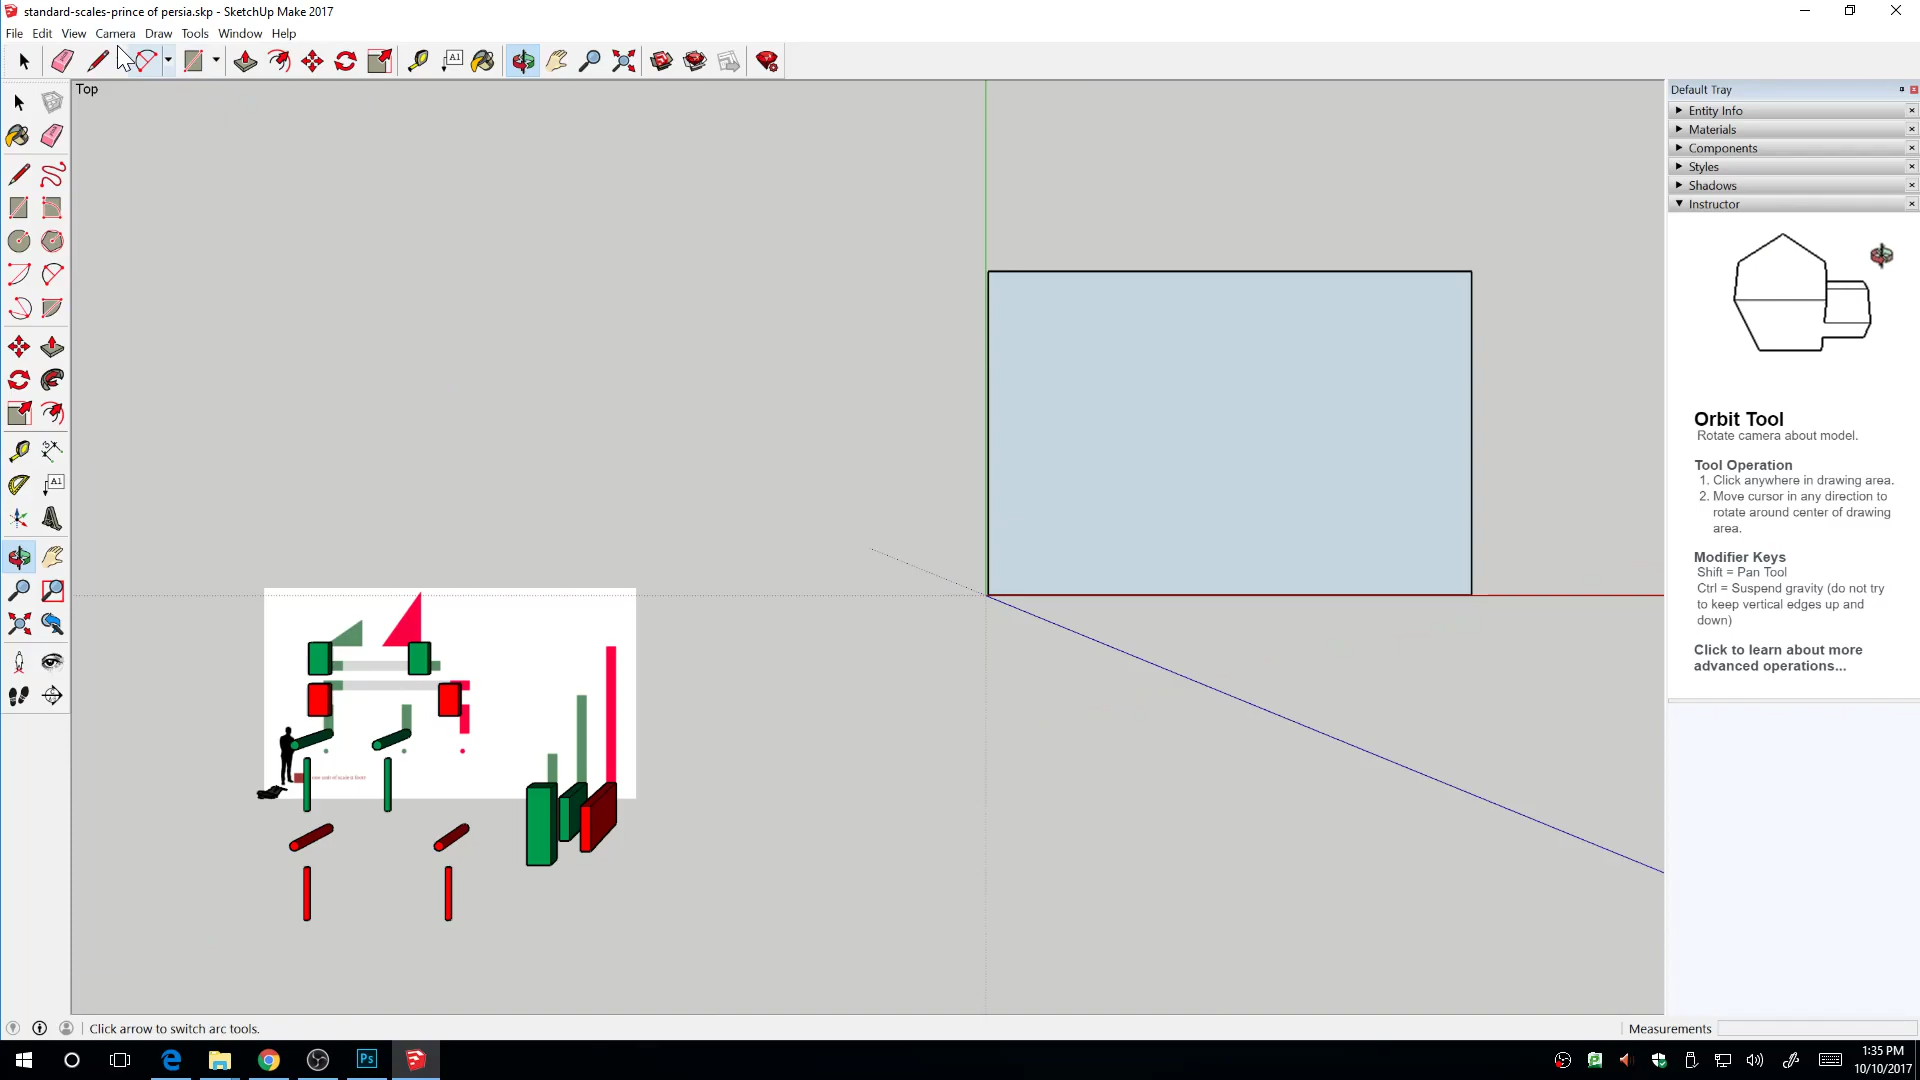 standard-scales-prince of persia.skp - SketchUp Make 2017
File Edit View Camera Draw Tools Window Help
A1
Top
Default Tray
Entity Info
Materials
Components
Styles
Shadows
Instructor
Orbit Tool
Rotate camera about model.
Tool Operation
1. Click anywhere in drawing area.
2. Move cursor in any direction to
rotate around center of drawing
area.
Modifier Keys
Shift = Pan Tool
Ctrl = Suspend gravity (do not try
to keep vertical edges up and
down)
Click to learn about more
advanced operations...
A1
Click arrow to switch arc tools.
Measurements
Ps
1:35 PM
10/10/2017